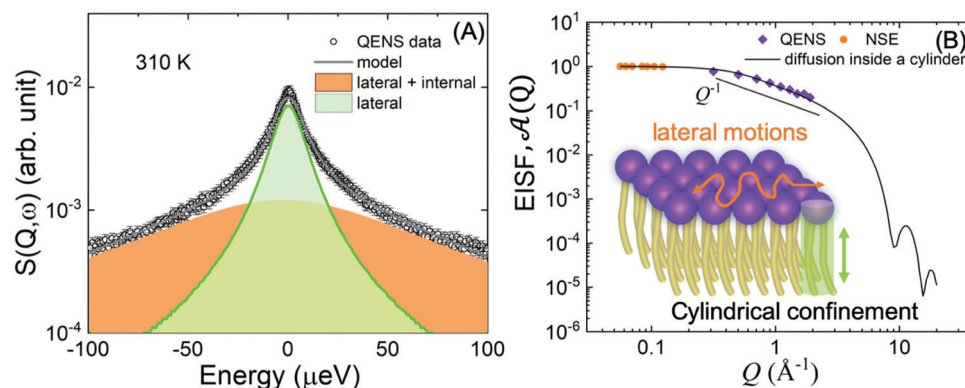 (A)
310 K
QENS data
model
lateral + internal
lateral
S(Q,ω) (arb. unit)
10⁻²
10⁻³
10⁻⁴
-100 -50 0 50 100
Energy (μeV)
(B)
QENS NSE
diffusion inside a cylinder
Q⁻¹
lateral motions
Cylindrical confinement
EISF, 𝒜(Q)
10¹
10⁰
10⁻¹
10⁻²
10⁻³
10⁻⁴
10⁻⁵
10⁻⁶
0.1 1 10
Q (Å⁻¹)